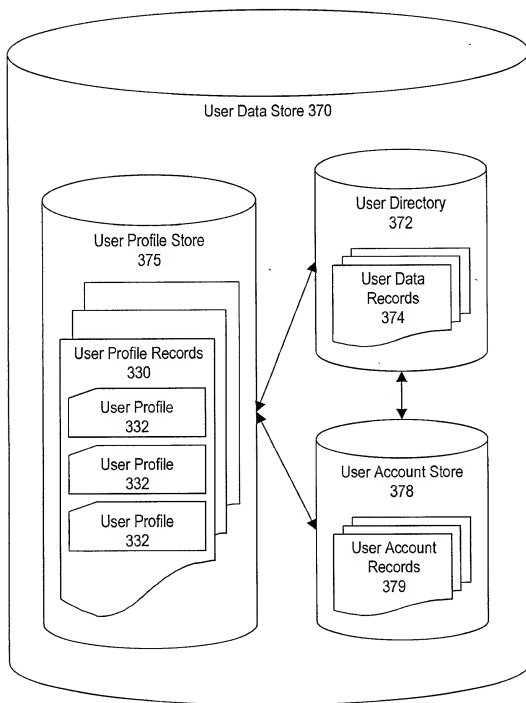 User Data Store 370
User Profile Store
375
User Profile Records
330
User Profile
332
User Profile
332
User Profile
332
User Directory
372
User Data
Records
374
User Account Store
378
User Account
Records
379